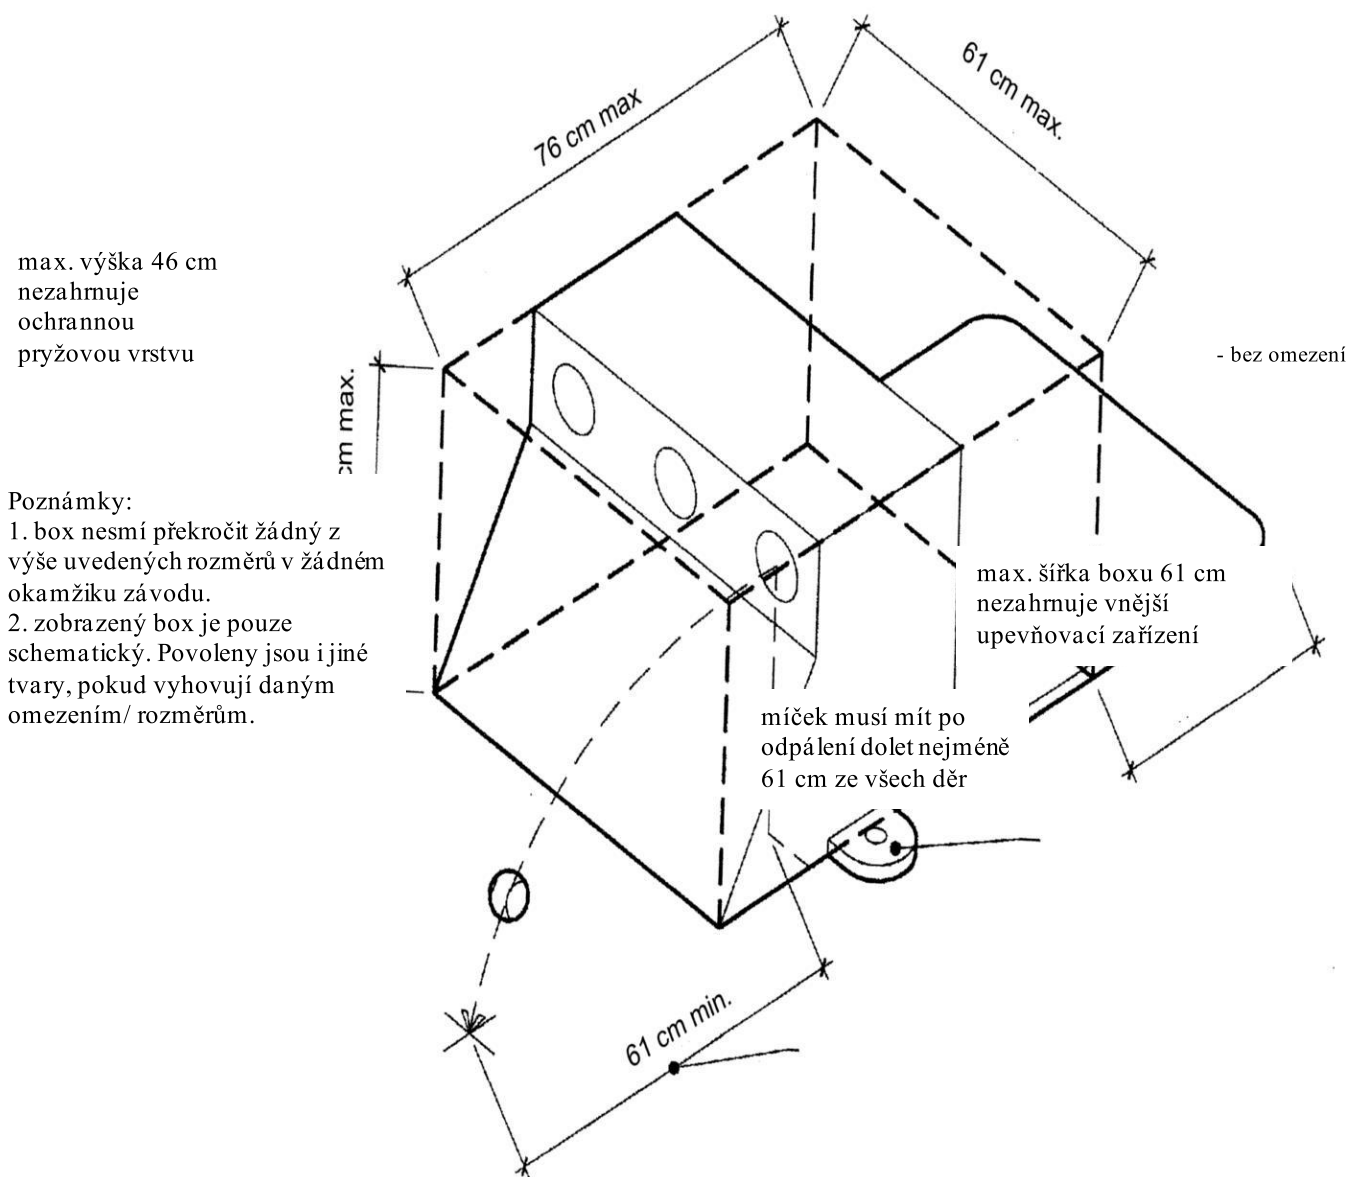 76 cm max
61 cm max.
max. výška 46 cm
nezahrnuje
ochrannou
pryžovou vrstvu
- bez omezení
cm max.
Poznámky:
1. box nesmí překročit žádný z
výše uvedených rozměrů v žádném
okamžiku závodu.
2. zobrazený box je pouze
schematický. Povoleny jsou i jiné
tvary, pokud vyhovují daným
omezením/ rozměrům.
max. šířka boxu 61 cm
nezahrnuje vnější
upevňovací zařízení
míček musí mít po
odpálení dolet nejméně
61 cm ze všech děr
61 cm min.